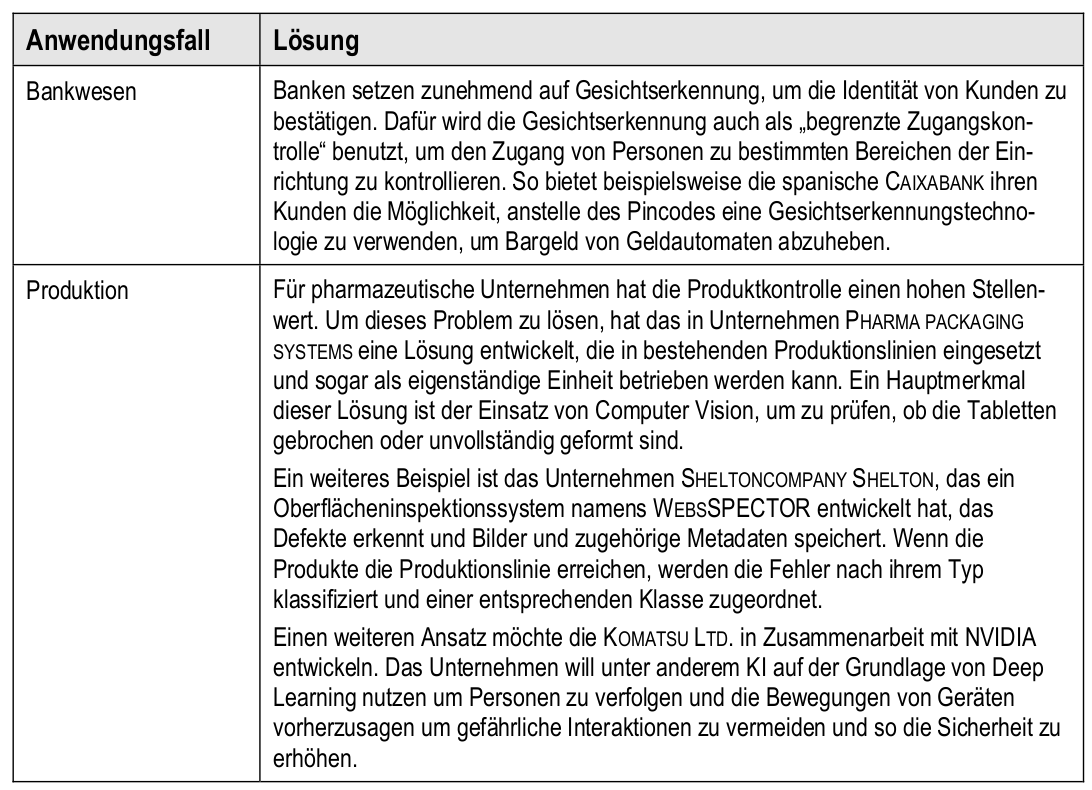 Anwendungsfall
Lösung
Bankwesen
Banken setzen zunehmend auf Gesichtserkennung, um die Identität von Kunden zu
bestätigen. Dafür wird die Gesichtserkennung auch als „begrenzte Zugangskon-
trolle“ benutzt, um den Zugang von Personen zu bestimmten Bereichen der Ein-
richtung zu kontrollieren. So bietet beispielsweise die spanische CAIXABANK ihren
Kunden die Möglichkeit, anstelle des Pincodes eine Gesichtserkennungstechno-
logie zu verwenden, um Bargeld von Geldautomaten abzuheben.
Produktion
Für pharmazeutische Unternehmen hat die Produktkontrolle einen hohen Stellen-
wert. Um dieses Problem zu lösen, hat das in Unternehmen PHARMA PACKAGING
SYSTEMS eine Lösung entwickelt, die in bestehenden Produktionslinien eingesetzt
und sogar als eigenständige Einheit betrieben werden kann. Ein Hauptmerkmal
dieser Lösung ist der Einsatz von Computer Vision, um zu prüfen, ob die Tabletten
gebrochen oder unvollständig geformt sind.
Ein weiteres Beispiel ist das Unternehmen SHELTONCOMPANY SHELTON, das ein
Oberflächeninspektionssystem namens WEBSSPECTOR entwickelt hat, das
Defekte erkennt und Bilder und zugehörige Metadaten speichert. Wenn die
Produkte die Produktionslinie erreichen, werden die Fehler nach ihrem Typ
klassifiziert und einer entsprechenden Klasse zugeordnet.
Einen weiteren Ansatz möchte die KOMATSU LTD. in Zusammenarbeit mit NVIDIA
entwickeln. Das Unternehmen will unter anderem KI auf der Grundlage von Deep
Learning nutzen um Personen zu verfolgen und die Bewegungen von Geräten
vorherzusagen um gefährliche Interaktionen zu vermeiden und so die Sicherheit zu
erhöhen.